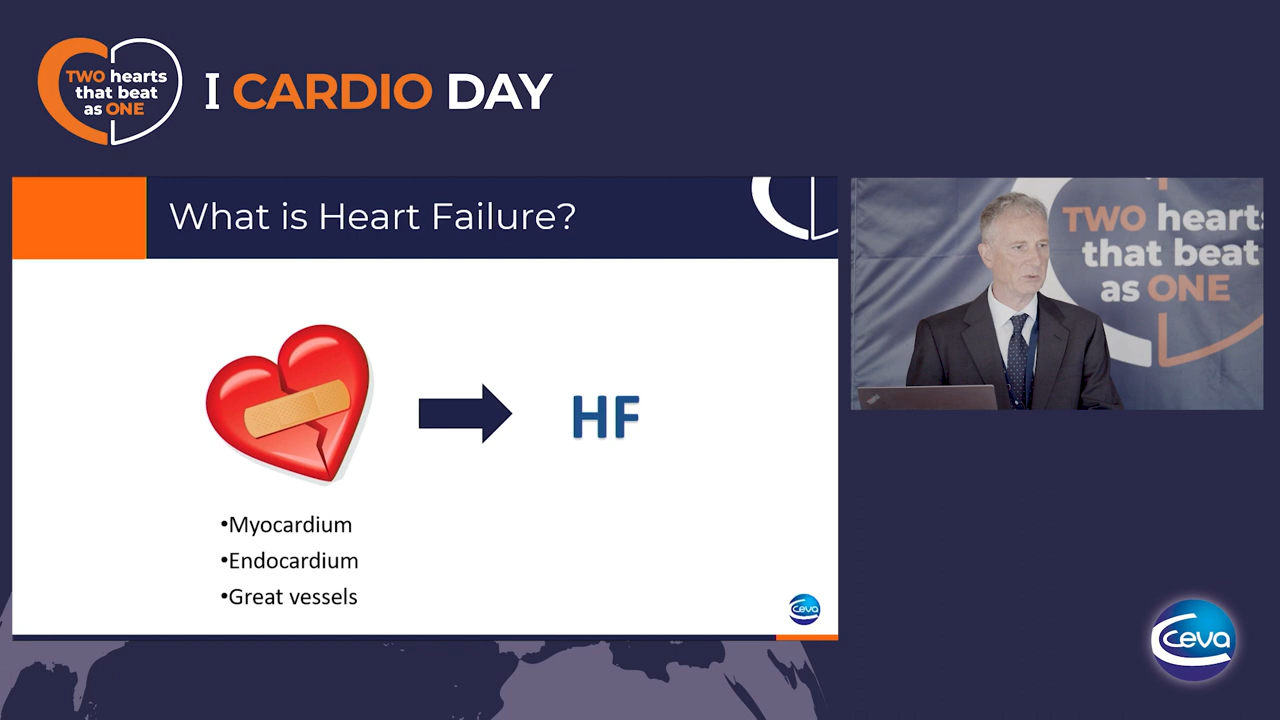 TWO hearts
that beat
as ONE
I CARDIO DAY
What is Heart Failure?
HF
•Myocardium
•Endocardium
•Great vessels
ceva
TWO hearts
that beat
as ONE
ceva